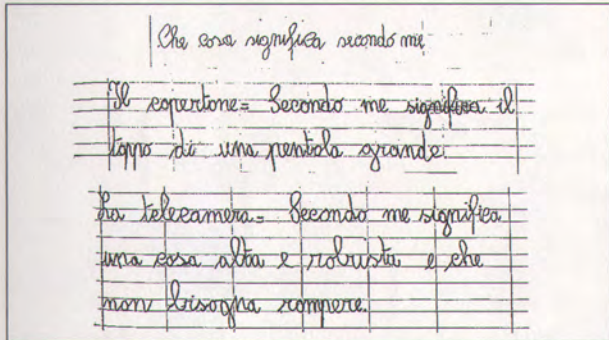 Che cosa significa secondo me
Il copertone= Secondo me significa il
tappo di una pentola grande.
La telecamera= Secondo me significa
una cosa alta e robusta e che
non bisogna rompere.